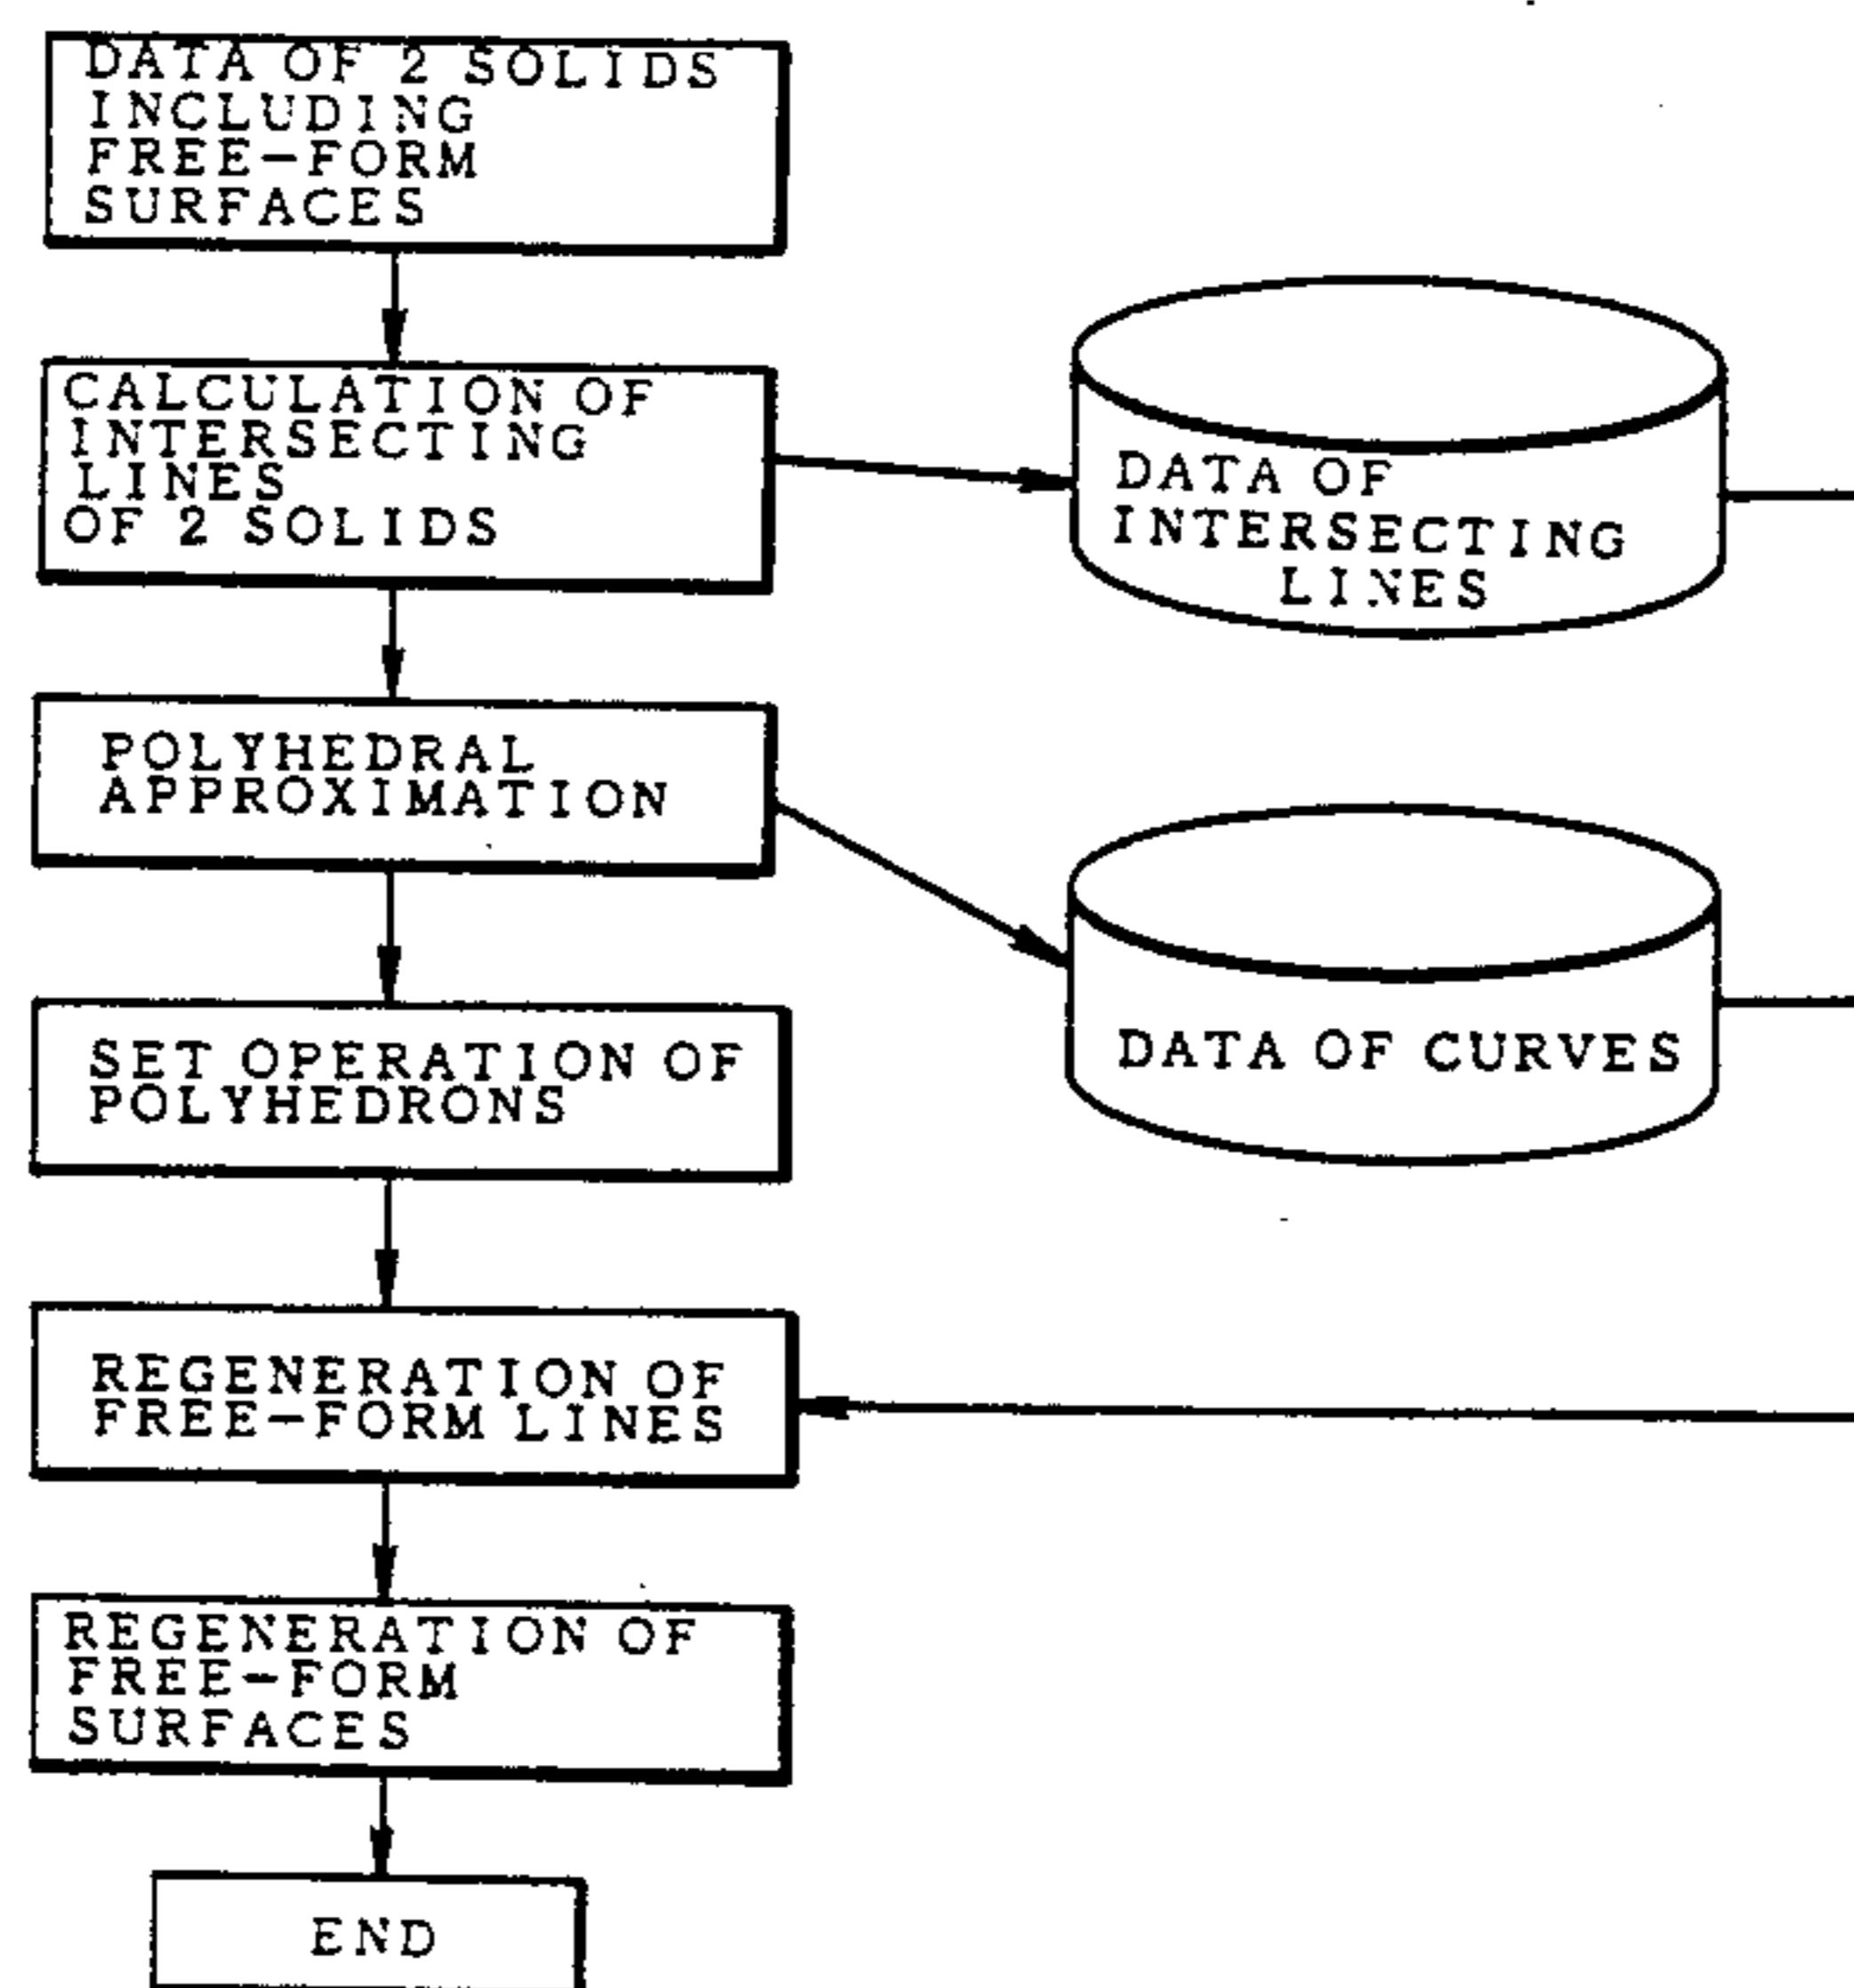 DATA OF 2 SOLIDS
INCLUDING
FREE-FORM
SURFACES
CALCULATION OF
INTERSECTING
LINES
OF 2 SOLIDS
DATA OF
INTERSECTING
LINES
POLYHEDRAL
APPROXIMATION
DATA OF CURVES
SET OPERATION OF
POLYHEDRONS
REGENERATION OF
FREE-FORM LINES
REGENERATION OF
FREE-FORM
SURFACES
END